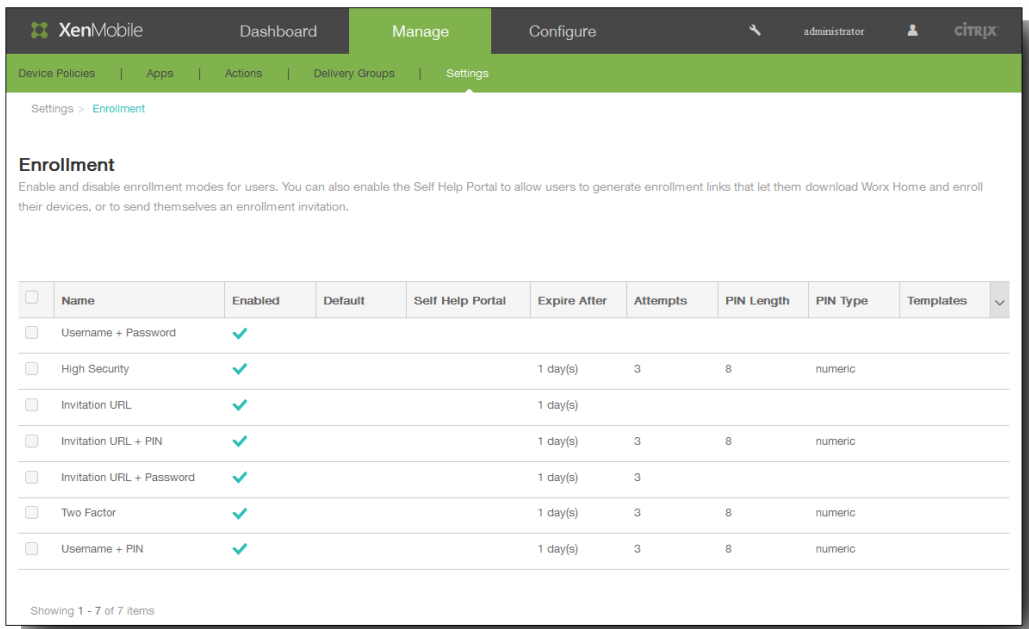 XenMobile Dashboard Manage Configure administrator CITRIX
Device Policies | Apps | Actions | Delivery Groups | Settings
Settings > Enrollment
Enrollment
Enable and disable enrollment modes for users. You can also enable the Self Help Portal to allow users to generate enrollment links that let them download Worx Home and enroll
their devices, or to send themselves an enrollment invitation.
Name Enabled Default Self Help Portal Expire After Attempts PIN Length PIN Type Templates
Username + Password
High Security 1 day(s) 3 8 numeric
Invitation URL 1 day(s)
Invitation URL + PIN 1 day(s) 3 8 numeric
Invitation URL + Password 1 day(s) 3
Two Factor 1 day(s) 3 8 numeric
Username + PIN 1 day(s) 3 8 numeric
Showing 1 - 7 of 7 items